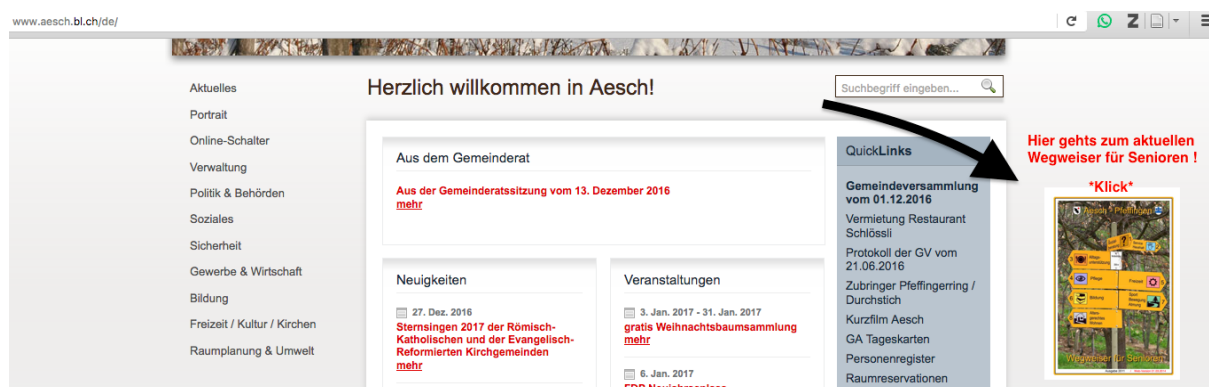 www.aesch.bl.ch/de/
Herzlich willkommen in Aesch!
Suchbegriff eingeben...
Aktuelles
Portrait
Online-Schalter
Verwaltung
Politik & Behörden
Soziales
Sicherheit
Gewerbe & Wirtschaft
Bildung
Freizeit / Kultur / Kirchen
Raumplanung & Umwelt
Aus dem Gemeinderat
Aus der Gemeinderatssitzung vom 13. Dezember 2016
mehr
Neuigkeiten
27. Dez. 2016
Sternsingen 2017 der Römisch-
Katholischen und der Evangelisch-
Reformierten Kirchgemeinden
mehr
Veranstaltungen
3. Jan. 2017 - 31. Jan. 2017
gratis Weihnachtsbaumsammlung
mehr
6. Jan. 2017
QuickLinks
Gemeindeversammlung
vom 01.12.2016
Vermietung Restaurant
Schlössli
Protokoll der GV vom
21.06.2016
Zubringer Pfeffingerring /
Durchstich
Kurzfilm Aesch
GA Tageskarten
Personenregister
Raumreservationen
Hier gehts zum aktuellen
Wegweiser für Senioren !
*Klick*
Aesch * Pfeffingen
Pflege
Freizeit
Bildung
Wegweiser für Senioren